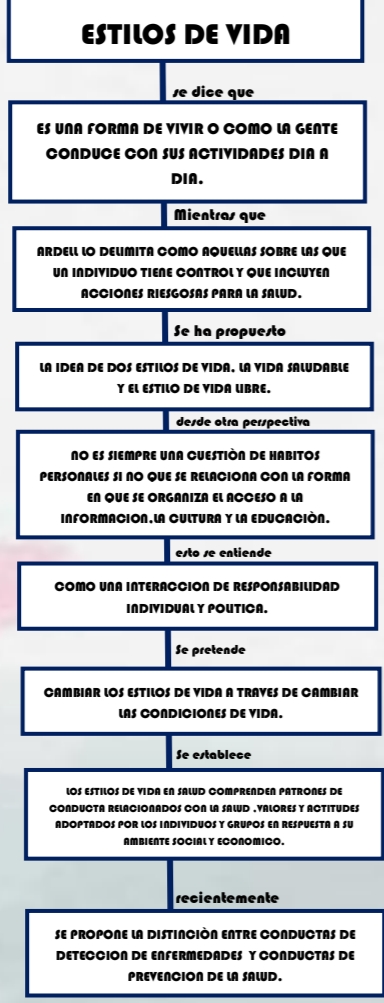 ESTILOS DE VIDA
se dice que
ES UNA FORMA DE VIVIR O COMO LA GENTE
CONDUCE CON SUS ACTIVIDADES DIA A
DIA.
Mientras que
ARDELL LO DELIMITA COMO AQUELLAS SOBRE LAS QUE
UN INDIVIDUO TIENE CONTROL Y QUE INCLUYEN
ACCIONES RIESGOSAS PARA LA SALUD.
Se ha propuesto
LA IDEA DE DOS ESTILOS DE VIDA, LA VIDA SALUDABLE
Y EL ESTILO DE VIDA LIBRE.
desde otra perspectiva
NO ES SIEMPRE UNA CUESTIÒN DE HABITOS
PERSONALES SI NO QUE SE RELACIONA CON LA FORMA
EN QUE SE ORGANIZA EL ACCESO A LA
INFORMACION,LA CULTURA Y LA EDUCACIÒN.
esto se entiende
COMO UNA INTERACCION DE RESPONSABILIDAD
INDIVIDUAL Y POLITICA.
Se pretende
CAMBIAR LOS ESTILOS DE VIDA A TRAVES DE CAMBIAR
LAS CONDICIONES DE VIDA.
Se establece
LOS ESTILOS DE VIDA EN SALUD COMPRENDEN PATRONES DE
CONDUCTA RELACIONADOS CON LA SALUD ,VALORES Y ACTITUDES
ADOPTADOS POR LOS INDIVIDUOS Y GRUPOS EN RESPUESTA A SU
AMBIENTE SOCIAL Y ECONOMICO.
recientemente
SE PROPONE LA DISTINCIÒN ENTRE CONDUCTAS DE
DETECCION DE ENFERMEDADES Y CONDUCTAS DE
PREVENCION DE LA SALUD.